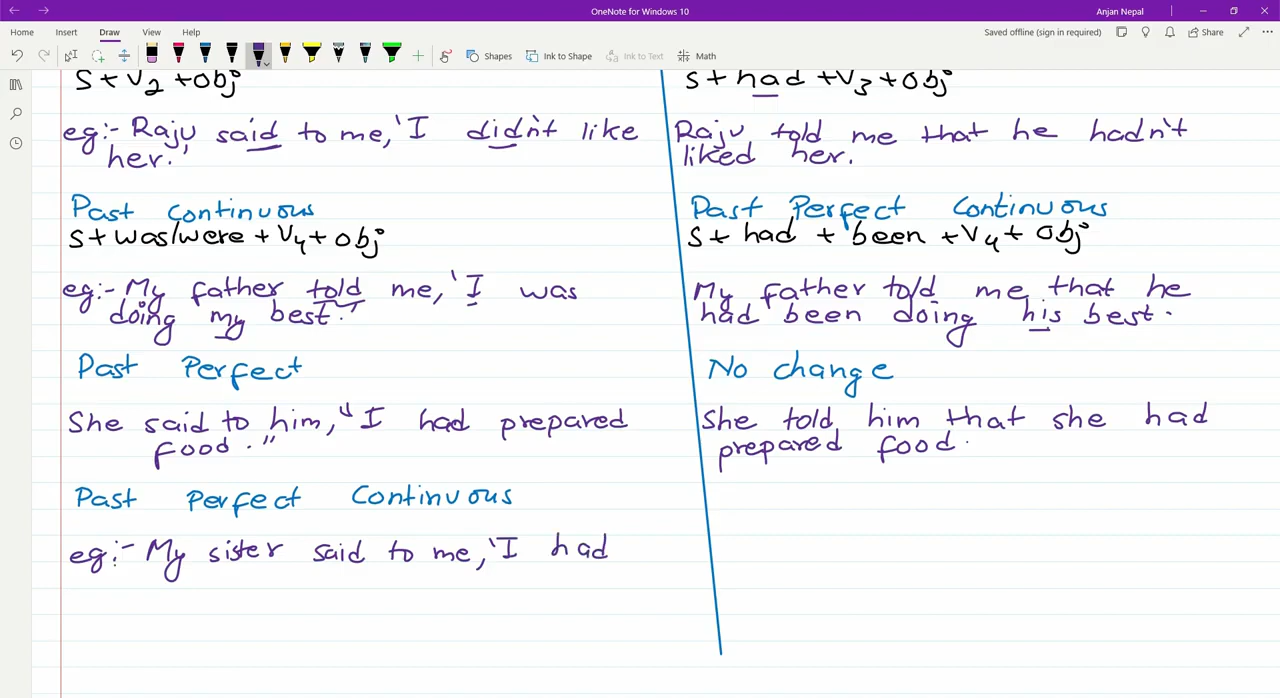 OneNote for Windows 10
Anjan Nepal
Home Insert Draw View Help
Saved offline (sign in required)
Share
Shapes
Ink to Shape
Ink to Text
Math
S + V2 + Obj
eg:- Raju said to me, 'I didn't like
her.'
Past Continuous
S + was/were + V4 + Obj
eg:- My father told me, 'I was
doing my best.'
Past Perfect
She said to him, "I had prepared
food."
Past Perfect Continuous
eg:- My sister said to me, 'I had
S + had + V3 + Obj
Raju told me that he hadn't
liked her.
Past Perfect Continuous
S + had + been + V4 + Obj
My father told me that he
had been doing his best.
No change
She told him that she had
prepared food.